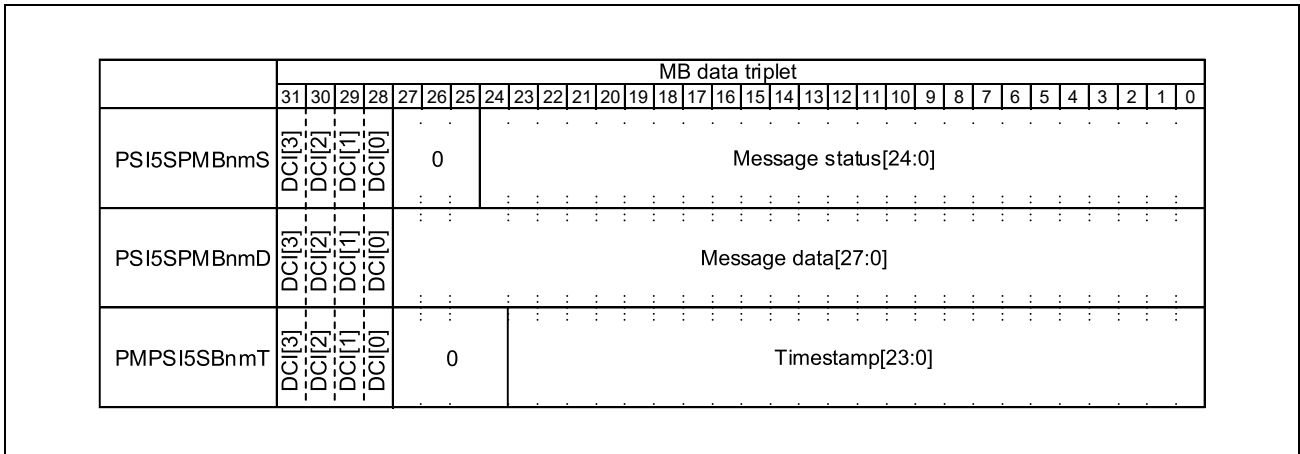 MB data triplet
31 30 29 28 27 26 25 24 23 22 21 20 19 18 17 16 15 14 13 12 11 10 9 8 7 6 5 4 3 2 1 0
PSI5SPMBnmS DCI[3] DCI[2] DCI[1] DCI[0] 0 Message status[24:0]
PSI5SPMBnmD DCI[3] DCI[2] DCI[1] DCI[0] Message data[27:0]
PMPSI5SBnmT DCI[3] DCI[2] DCI[1] DCI[0] 0 Timestamp[23:0]